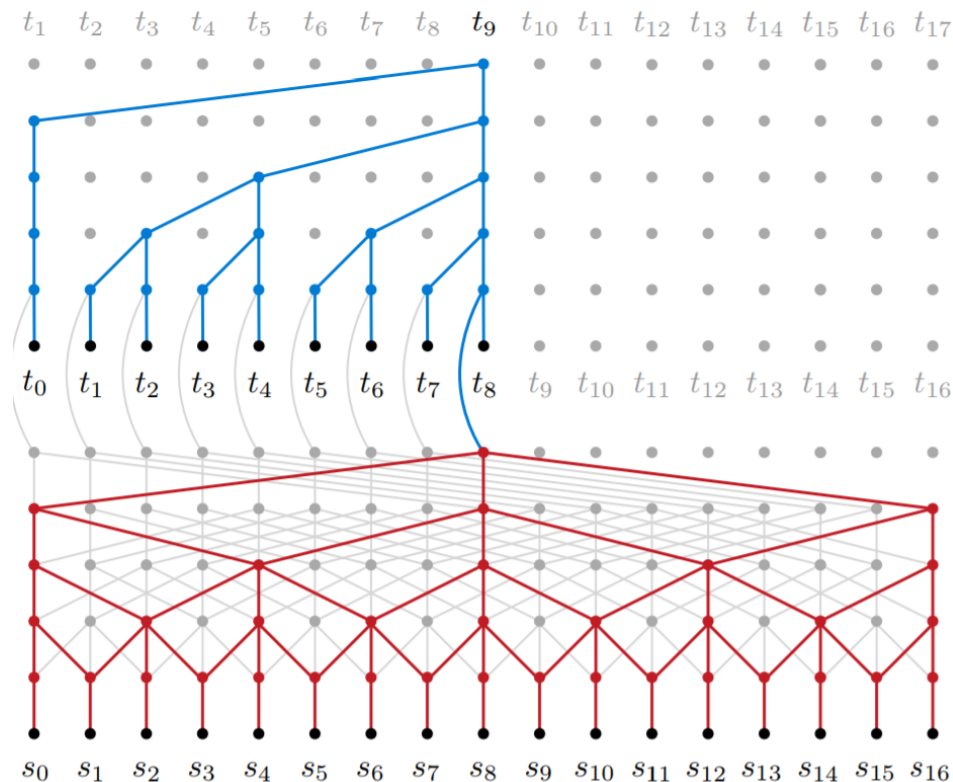 t₁ t₂ t₃ t₄ t₅ t₆ t₇ t₈ t₉ t₁₀ t₁₁ t₁₂ t₁₃ t₁₄ t₁₅ t₁₆ t₁₇
t₀ t₁ t₂ t₃ t₄ t₅ t₆ t₇ t₈ t₉ t₁₀ t₁₁ t₁₂ t₁₃ t₁₄ t₁₅ t₁₆
s₀ s₁ s₂ s₃ s₄ s₅ s₆ s₇ s₈ s₉ s₁₀ s₁₁ s₁₂ s₁₃ s₁₄ s₁₅ s₁₆